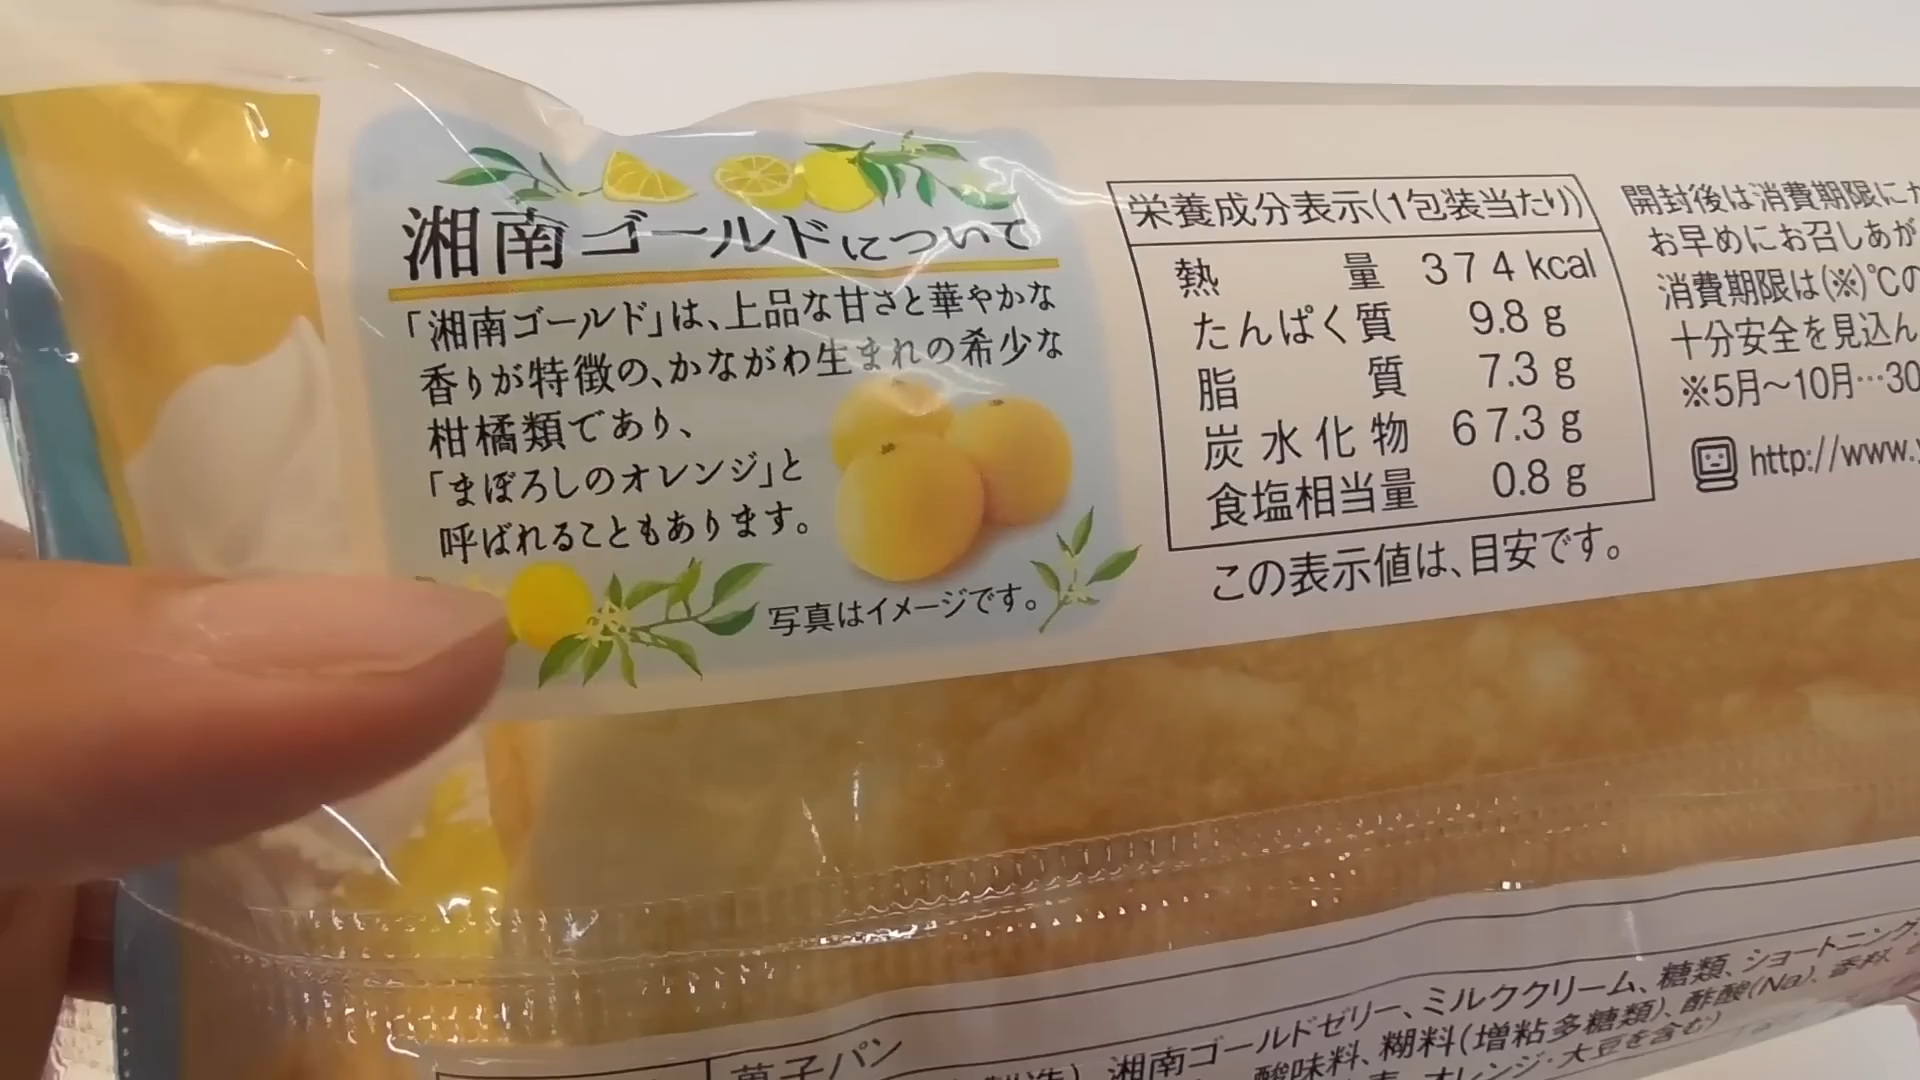 湘南ゴールドについて
「湘南ゴールド」は、上品な甘さと華やかな
香りが特徴の、かながわ生まれの希少な
柑橘類であり、
「まぼろしのオレンジ」と
呼ばれることもあります。
写真はイメージです。
栄養成分表示(1包装当たり)
熱量 374 kcal
たんぱく質 9.8 g
脂質 7.3 g
炭水化物 67.3 g
食塩相当量 0.8 g
この表示値は、目安です。
開封後は消費期限に
お早めにお召しあが
消費期限は(※)℃の
十分安全を見込ん
※5月〜10月…30
http://www.
菓子パン
湘南ゴールドゼリー、ミルククリーム、糖類、ショートニング、
酸味料、糊料(増粘多糖類)、酢酸(Na)、香料、
オレンジ・大豆を含む)